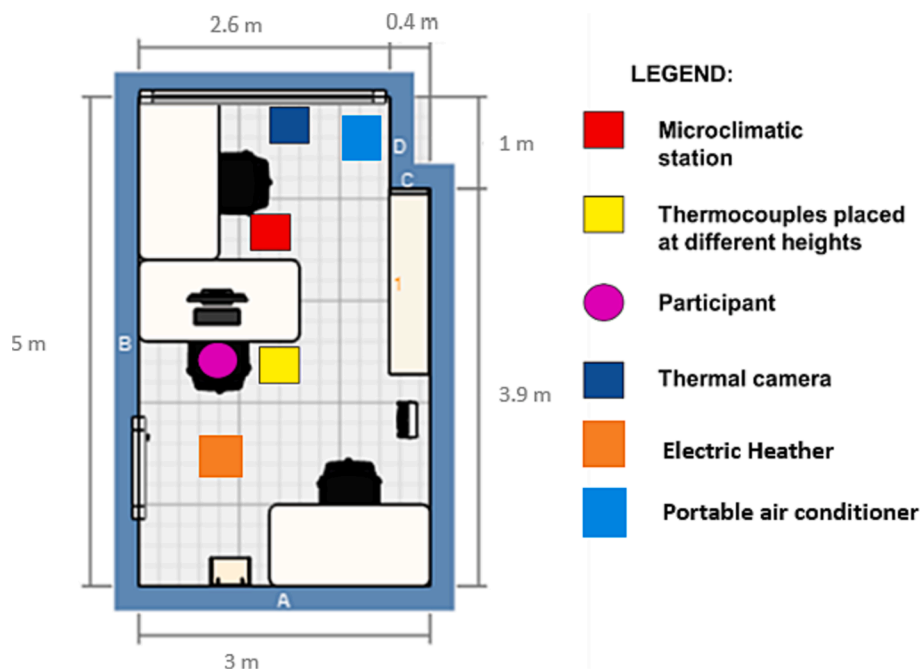 2.6 m
0.4 m
LEGEND:
Microclimatic
station
1 m
D
C
Thermocouples placed
at different heights
1
Participant
5 m
B
Thermal camera
3.9 m
Electric Heather
Portable air conditioner
A
3 m